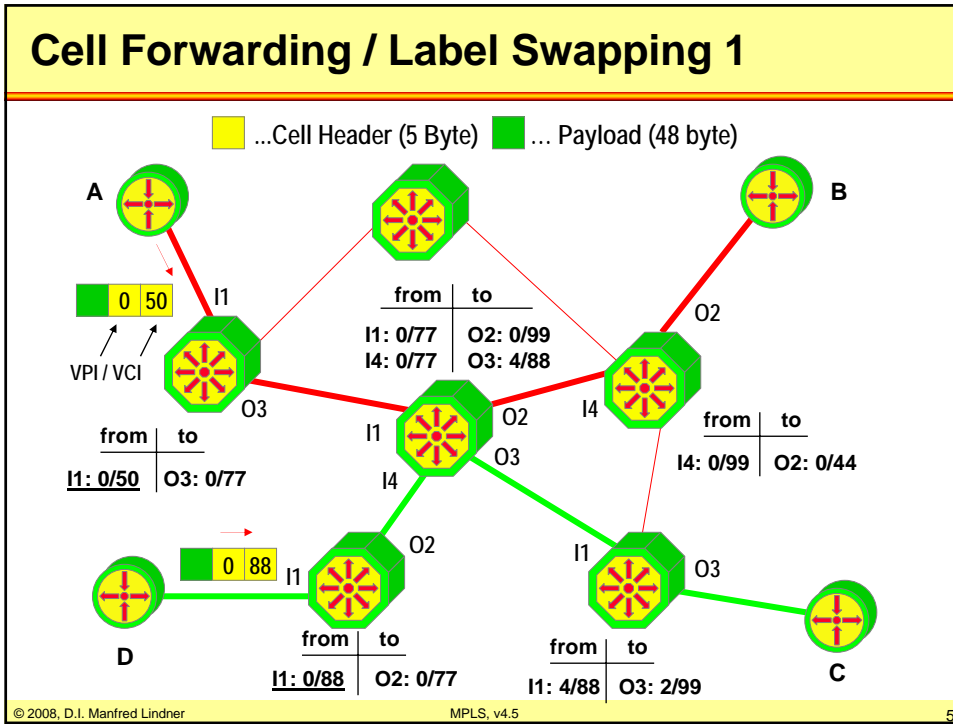 Cell Forwarding / Label Swapping 1
...Cell Header (5 Byte) ... Payload (48 byte)
A
B
0 50
I1
VPI / VCI
O3
from to
I1: 0/50 O3: 0/77
from to
I1: 0/77 O2: 0/99
I4: 0/77 O3: 4/88
O2
I4
I1
O2
O3
I4
from to
I4: 0/99 O2: 0/44
0 88
I1
O2
D
from to
I1: 0/88 O2: 0/77
I1
O3
C
from to
I1: 4/88 O3: 2/99
© 2008, D.I. Manfred Lindner MPLS, v4.5 5